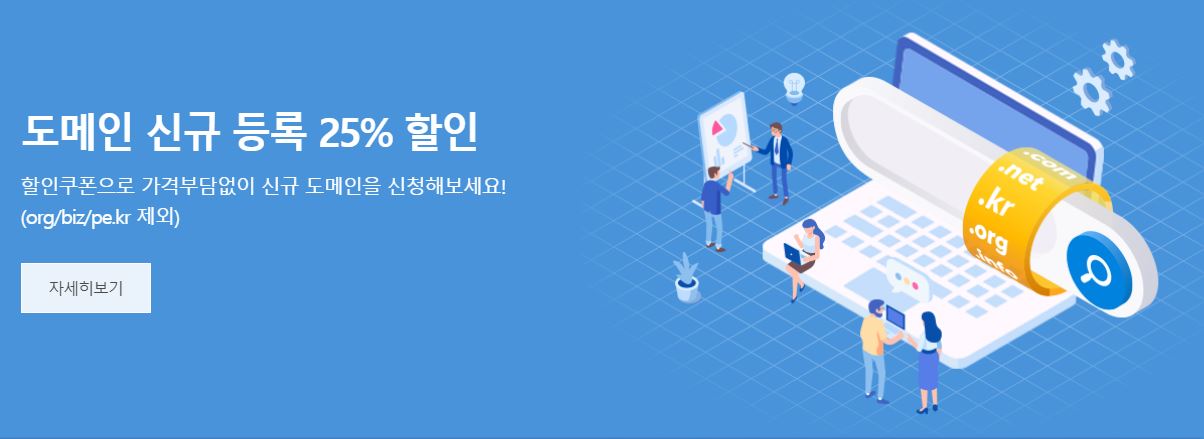 도메인 신규 등록 25% 할인
할인쿠폰으로 가격부담없이 신규 도메인을 신청해보세요!
(org/biz/pe.kr 제외)
자세히보기
.com
.net
.kr
.org
.info